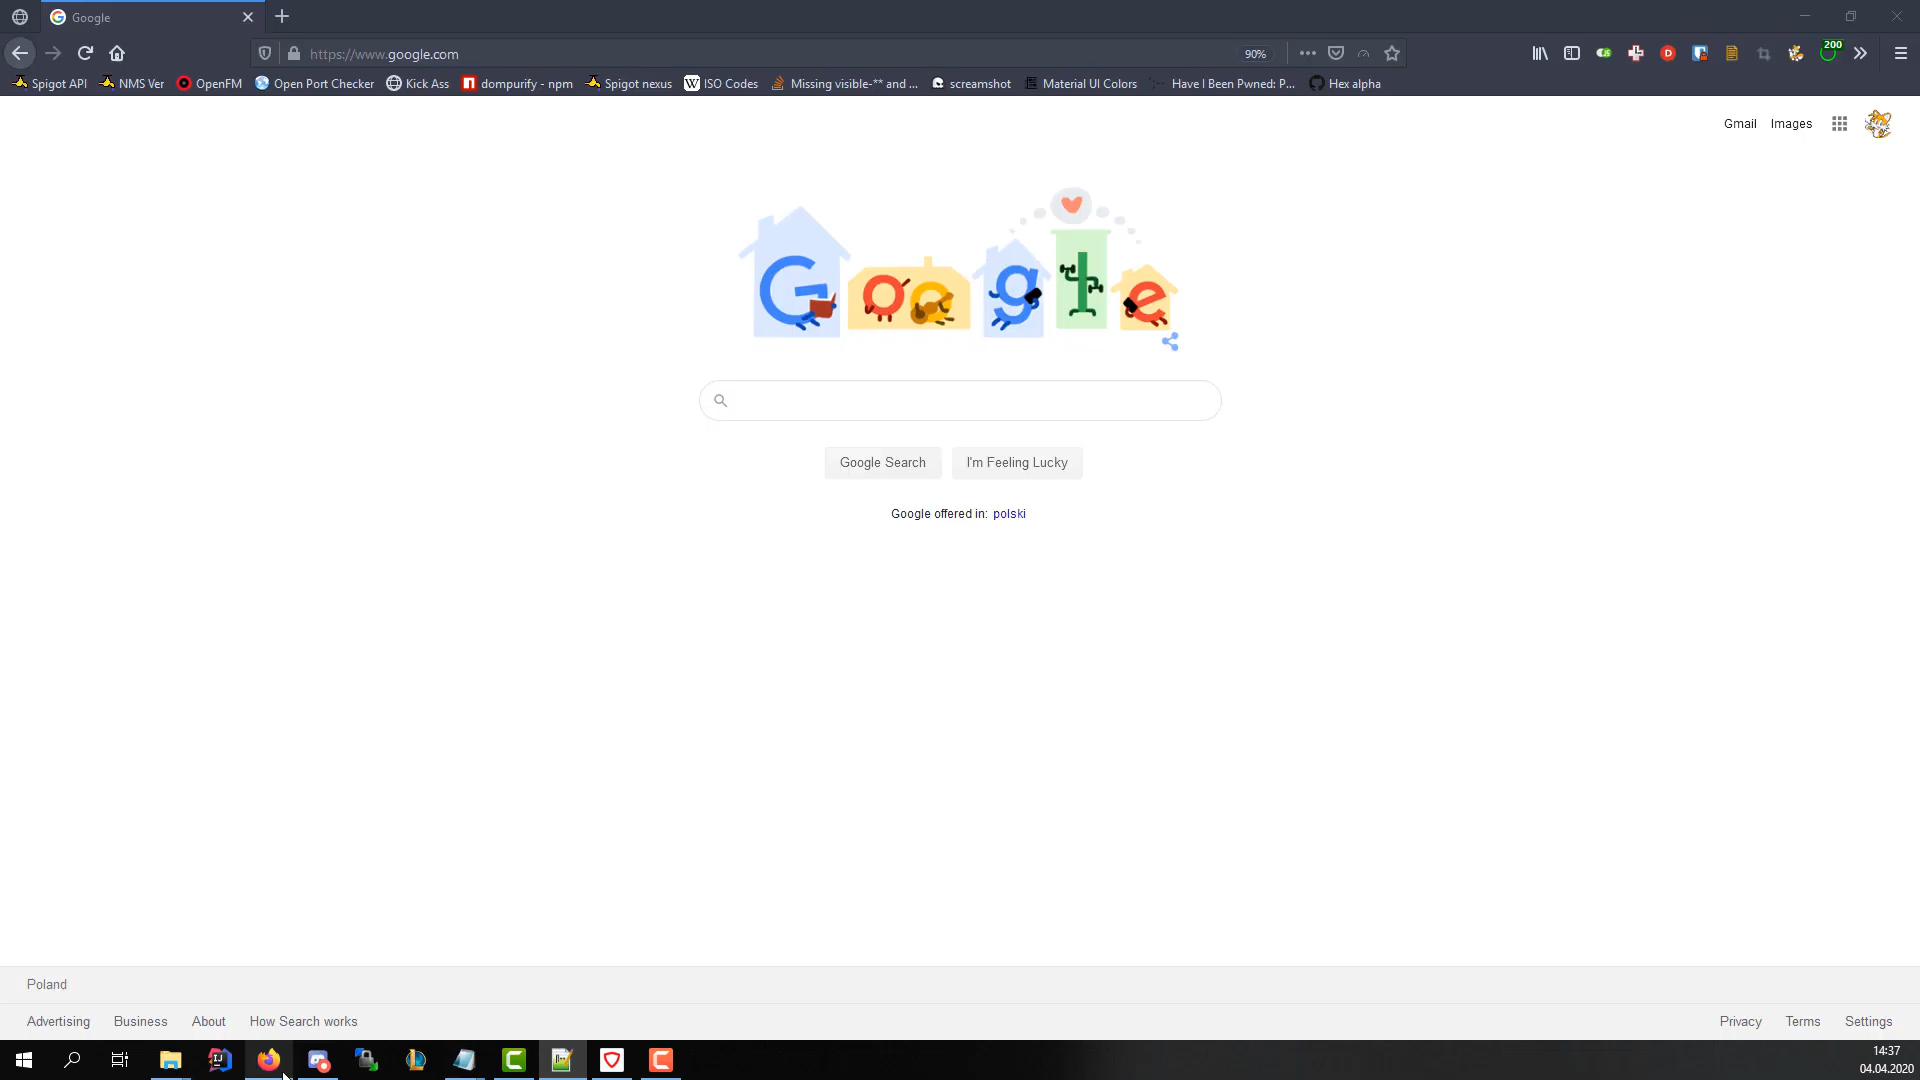 Google
https://www.google.com
90%
200
Spigot API
NMS Ver
OpenFM
Open Port Checker
Kick Ass
dompurify - npm
Spigot nexus
ISO Codes
Missing visible-** and ...
screamshot
Material UI Colors
Have I Been Pwned: P...
Hex alpha
Gmail
Images
Google
Google Search
I'm Feeling Lucky
Google offered in: polski
Poland
Advertising
Business
About
How Search works
Privacy
Terms
Settings
14:37
04.04.2020